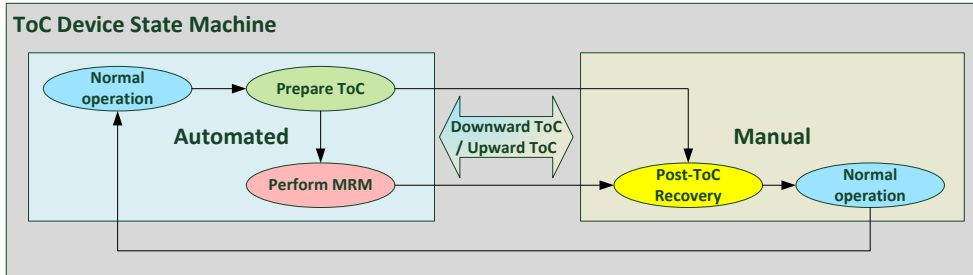 ToC Device State Machine
Normal
operation
Prepare ToC
Automated
Perform MRM
Downward ToC
/ Upward ToC
Manual
Post-ToC
Recovery
Normal
operation